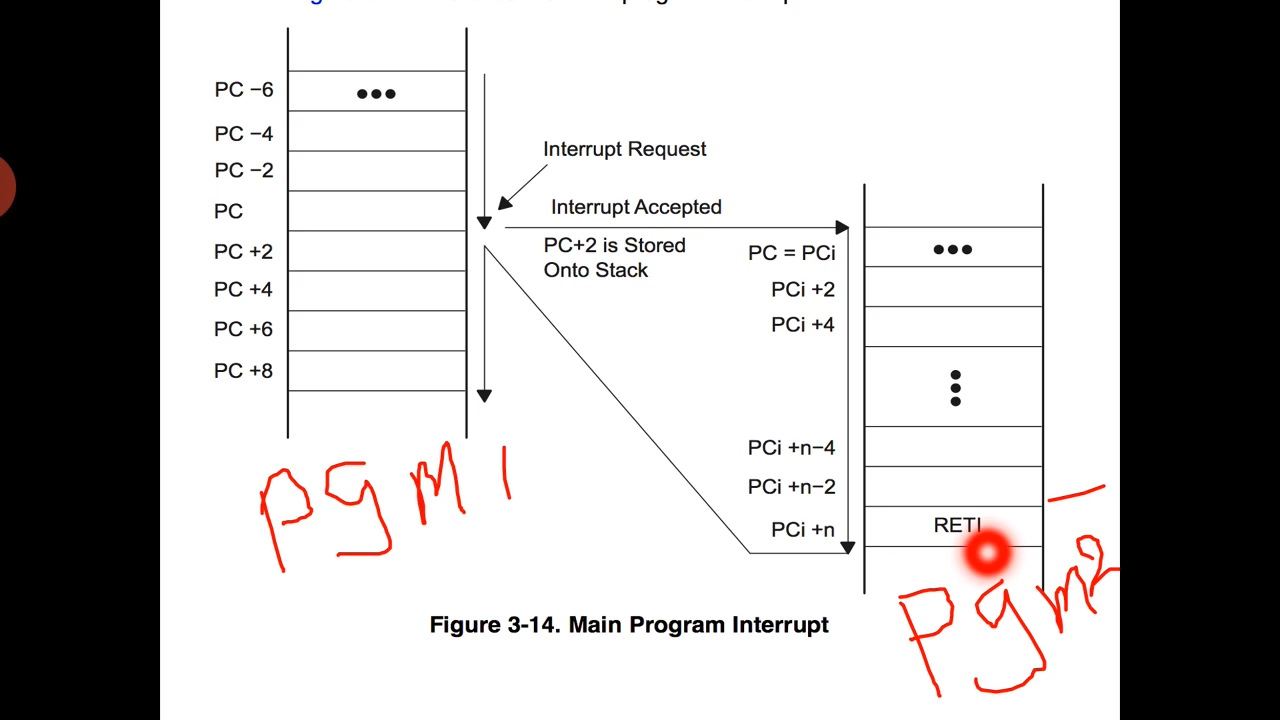 PC −6
PC −4
PC −2
PC
PC +2
PC +4
PC +6
PC +8
Interrupt Request
Interrupt Accepted
PC+2 is Stored
Onto Stack
PC = PCi
PCi +2
PCi +4
PCi +n−4
PCi +n−2
PCi +n
RETI
pgm 1
pgm2
Figure 3-14. Main Program Interrupt